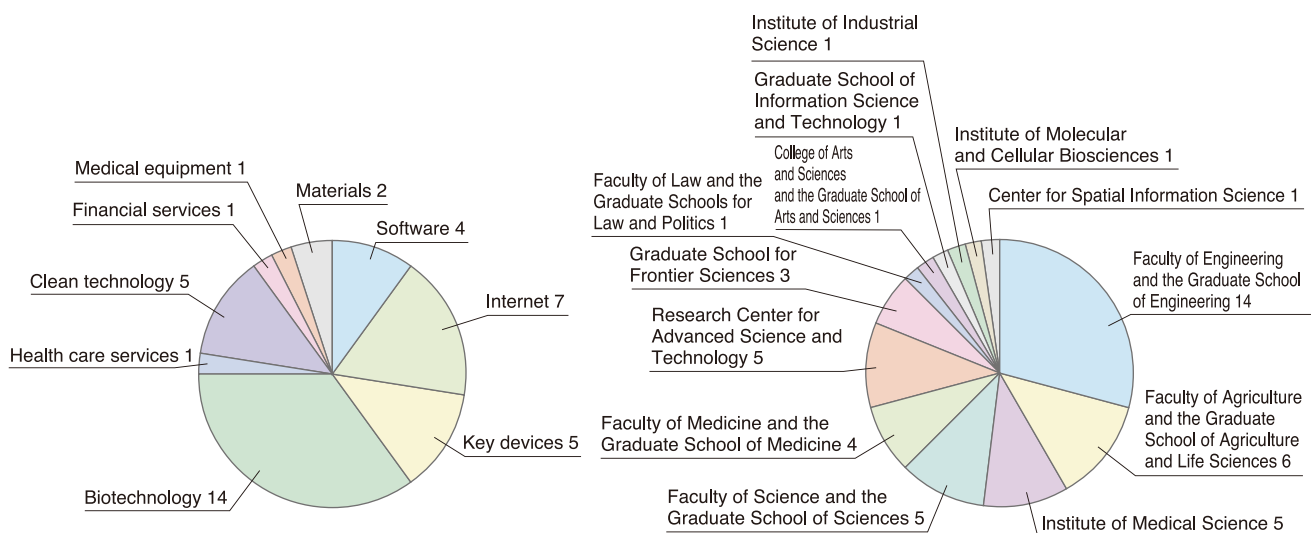 Medical equipment 1
Materials 2
Financial services 1
Software 4
Clean technology 5
Internet 7
Health care services 1
Key devices 5
Biotechnology 14
Institute of Industrial
Science 1
Graduate School of
Information Science
and Technology 1
Institute of Molecular
and Cellular Biosciences 1
College of Arts
and Sciences
and the Graduate School of
Arts and Sciences 1
Center for Spatial Information Science 1
Faculty of Law and the
Graduate Schools for
Law and Politics 1
Graduate School for
Frontier Sciences 3
Faculty of Engineering
and the Graduate School
of Engineering 14
Research Center for
Advanced Science and
Technology 5
Faculty of Agriculture
and the Graduate
School of Agriculture
and Life Sciences 6
Faculty of Medicine and the
Graduate School of Medicine 4
Faculty of Science and the
Graduate School of Sciences 5
Institute of Medical Science 5